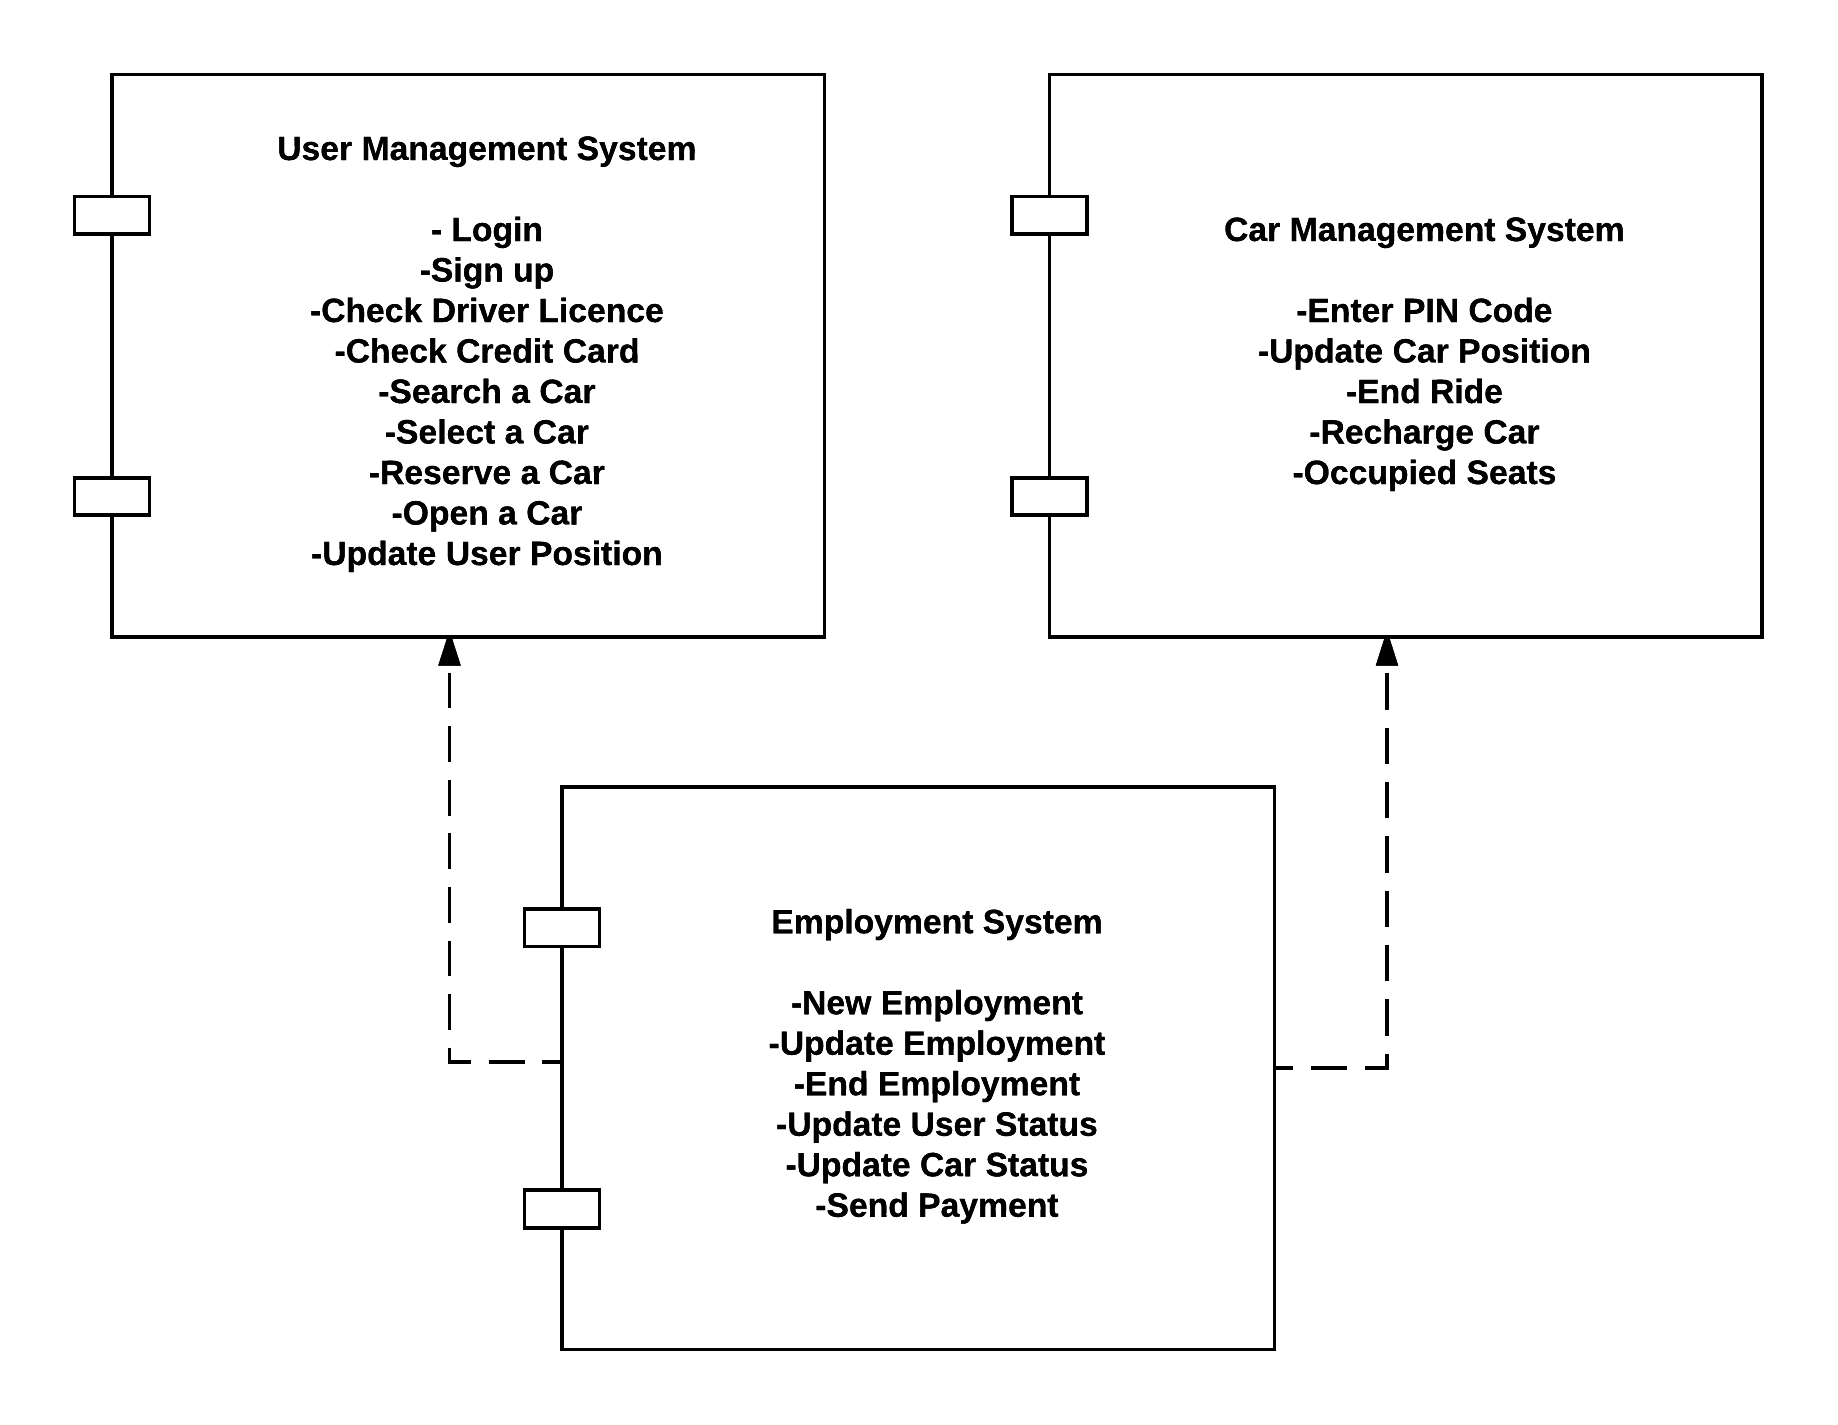 User Management System
- Login
-Sign up
-Check Driver Licence
-Check Credit Card
-Search a Car
-Select a Car
-Reserve a Car
-Open a Car
-Update User Position
Car Management System
-Enter PIN Code
-Update Car Position
-End Ride
-Recharge Car
-Occupied Seats
Employment System
-New Employment
-Update Employment
-End Employment
-Update User Status
-Update Car Status
-Send Payment